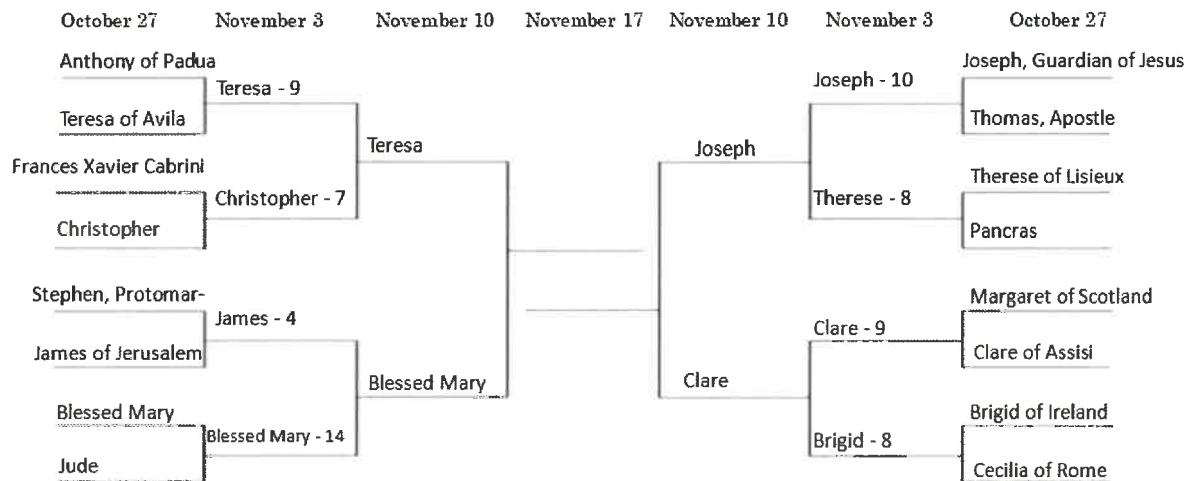 October 27 November 3 November 10 November 17 November 10 November 3 October 27
Anthony of Padua
Teresa - 9
Teresa of Avila
Teresa
Frances Xavier Cabrini
Christopher - 7
Christopher
Stephen, Protomar-
James - 4
James of Jerusalem
Blessed Mary
Blessed Mary
Blessed Mary - 14
Jude
Joseph, Guardian of Jesus
Joseph - 10
Thomas, Apostle
Joseph
Therese of Lisieux
Therese - 8
Pancras
Margaret of Scotland
Clare - 9
Clare of Assisi
Clare
Brigid of Ireland
Brigid - 8
Cecilia of Rome